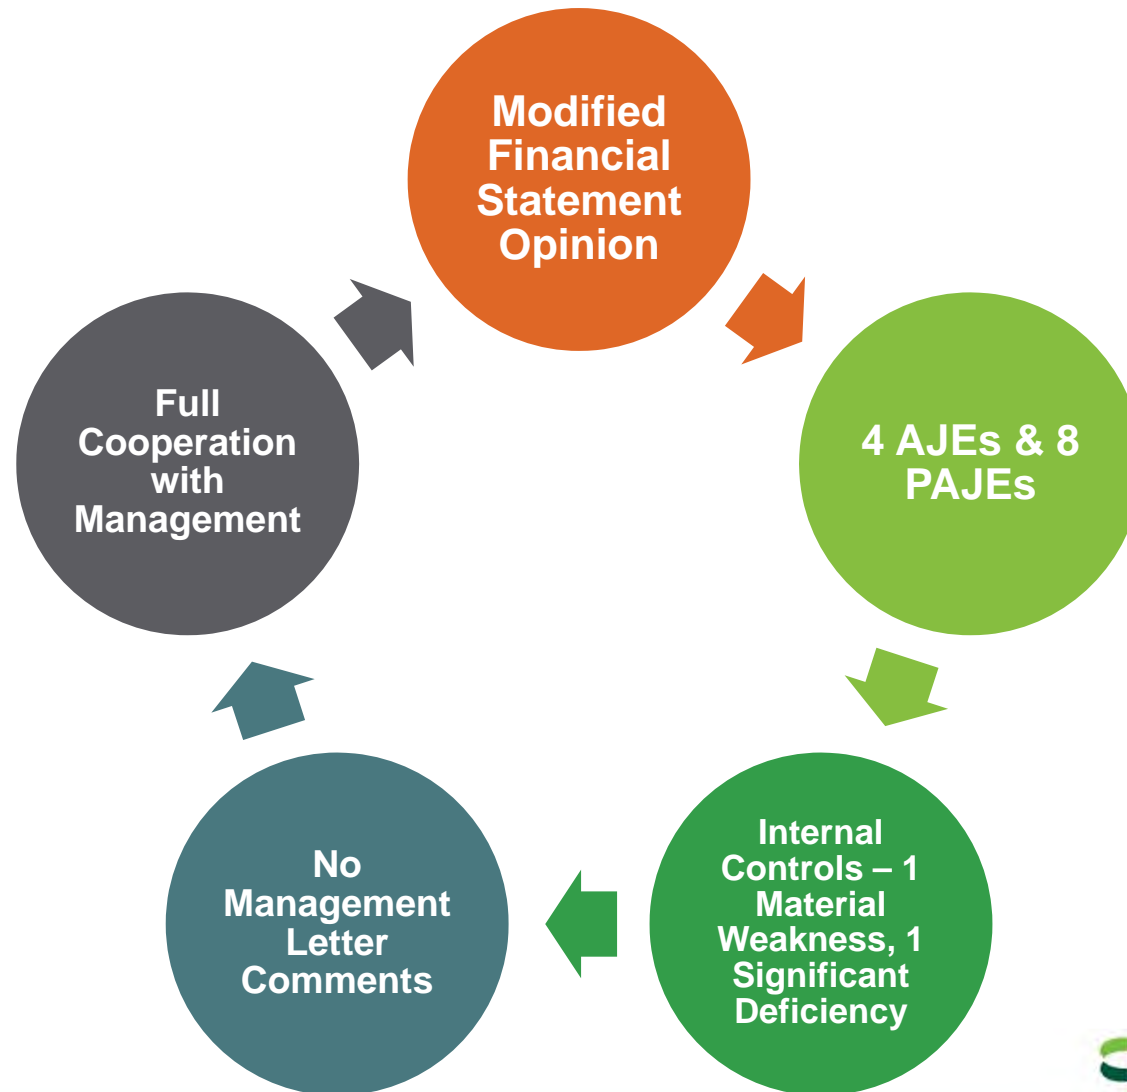 Modified
Financial
Statement
Opinion
4 AJEs & 8
PAJEs
Internal
Controls – 1
Material
Weakness, 1
Significant
Deficiency
No
Management
Letter
Comments
Full
Cooperation
with
Management